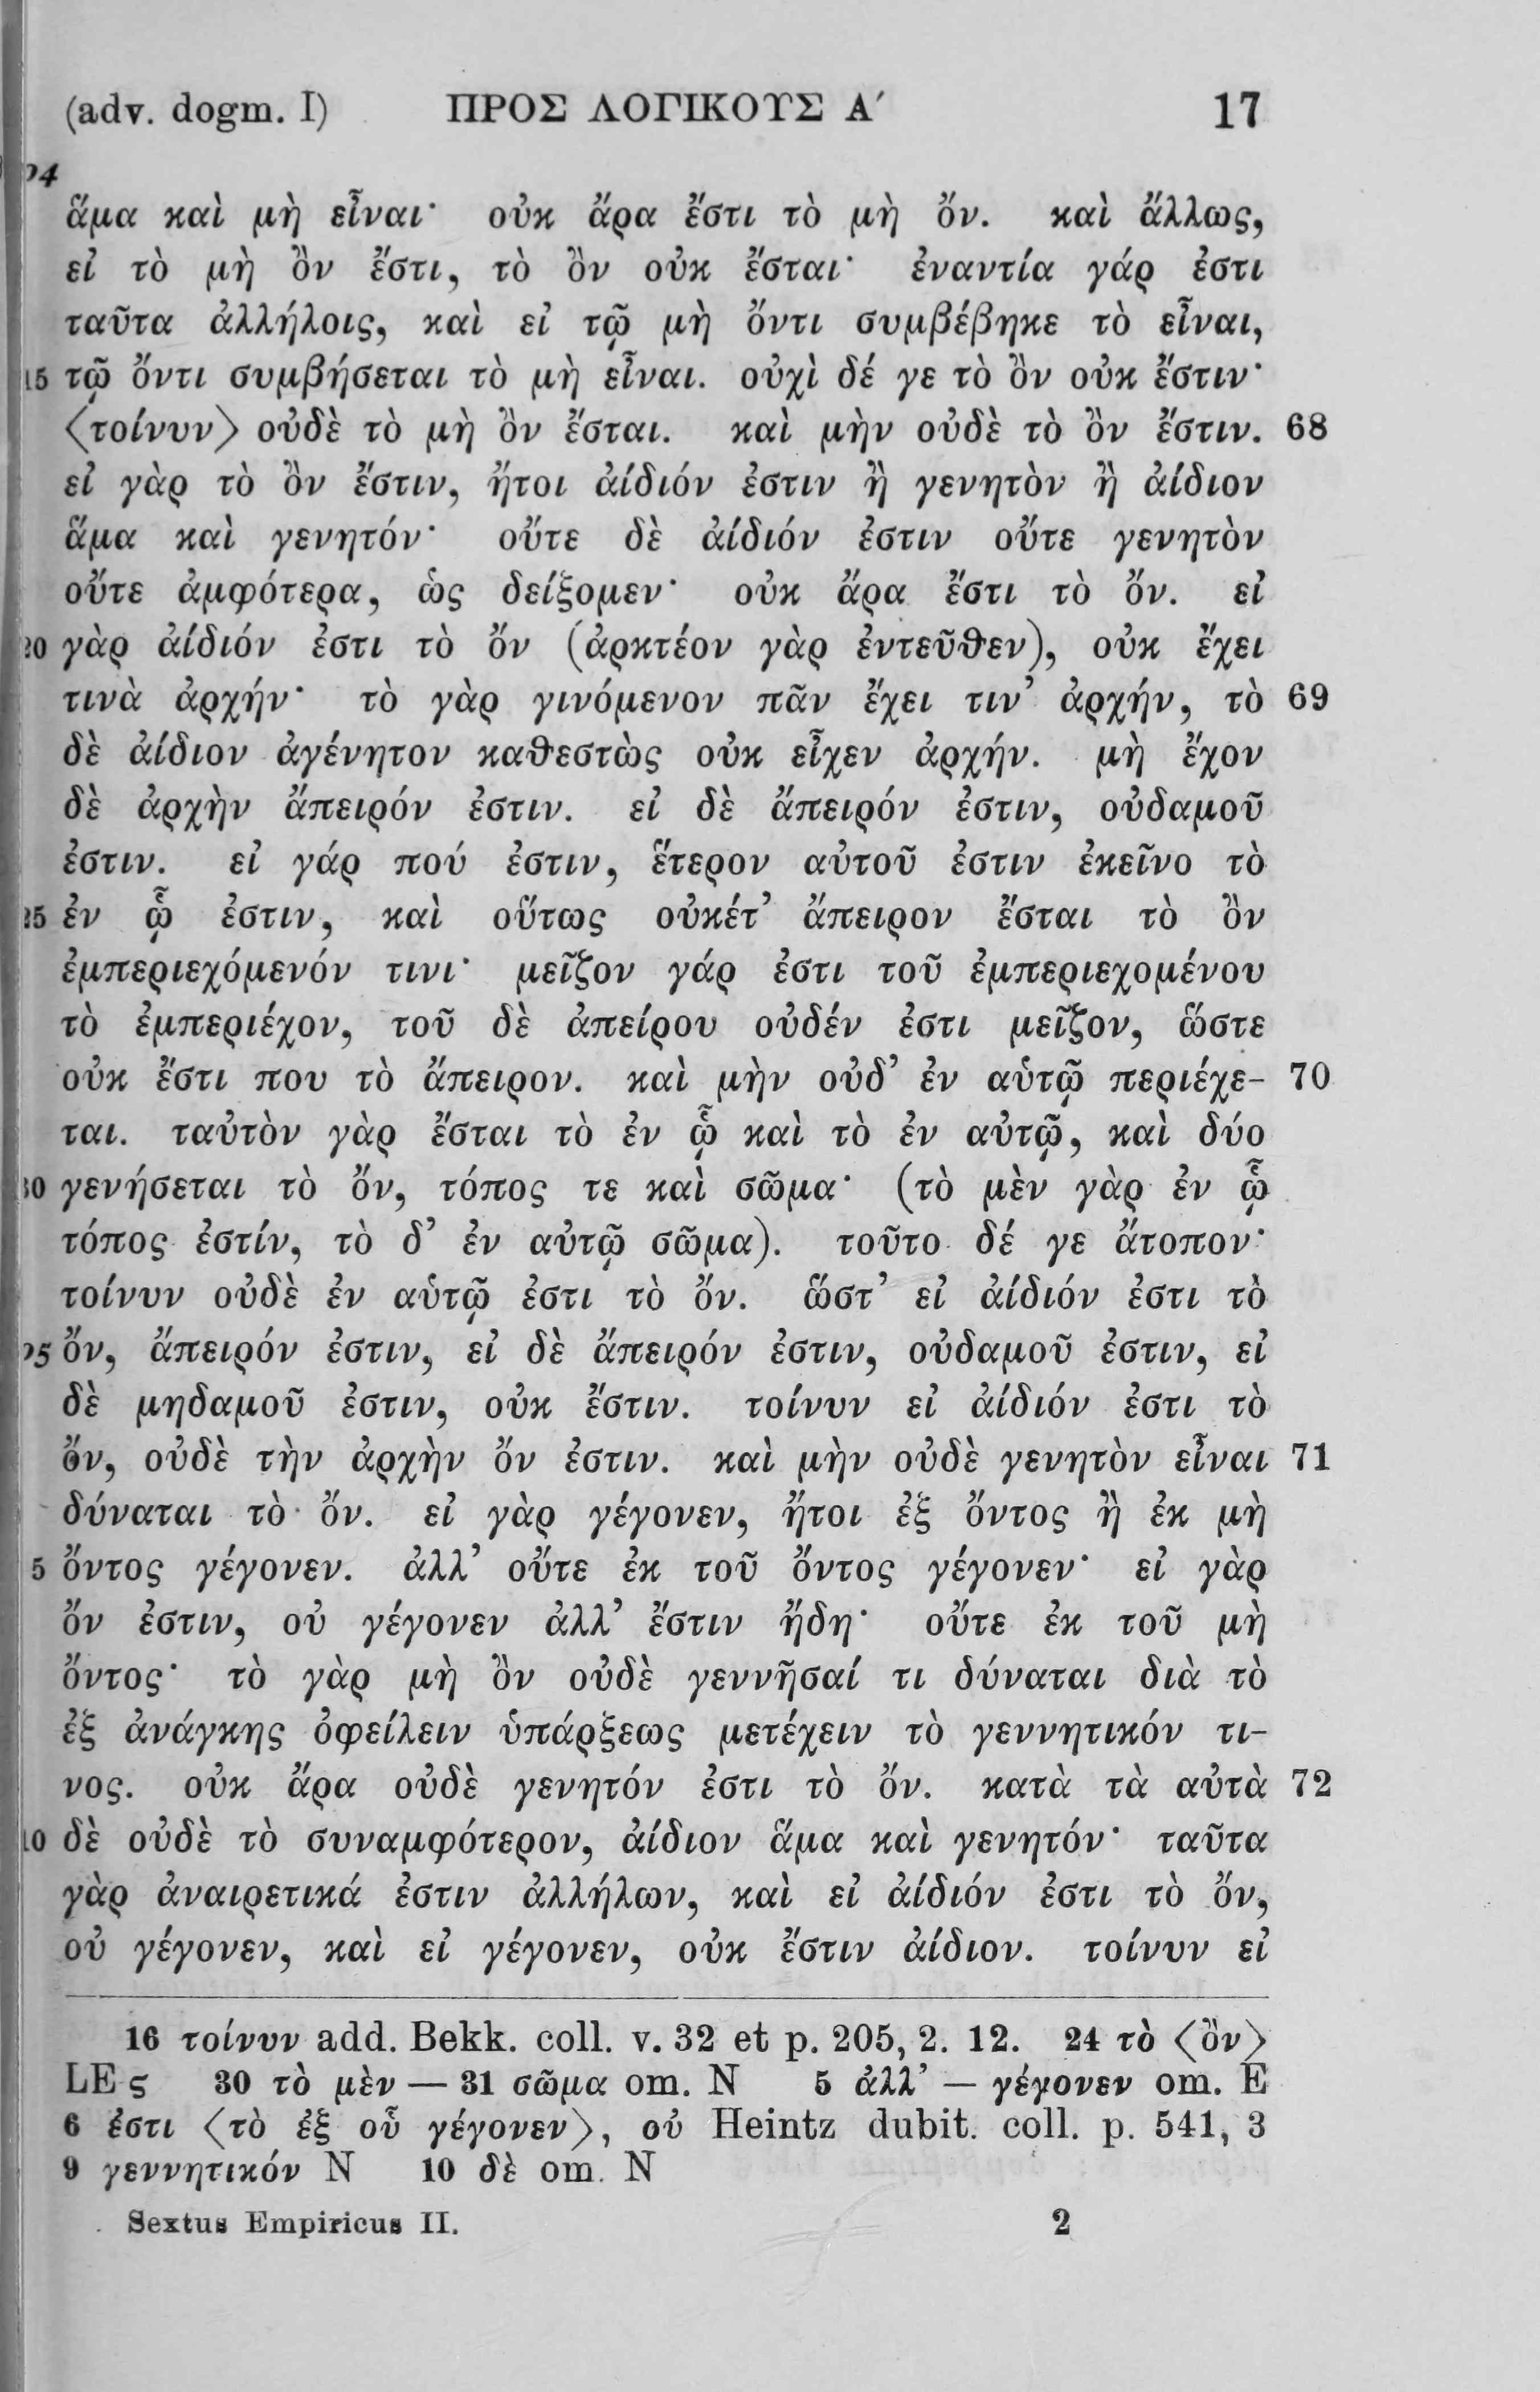 (adv. dogm. I) ΠΡΟΣ ΛΟΓΙΚΟΥΣ Α΄ 17
04
ἅμα καὶ μὴ εἶναι· οὐκ ἄρα ἔστι τὸ μὴ ὄν. καὶ ἄλλως,
εἰ τὸ μὴ ὂν ἔστι, τὸ ὂν οὐκ ἔσται· ἐναντία γάρ ἐστι
ταῦτα ἀλλήλοις, καὶ εἰ τῷ μὴ ὄντι συμβέβηκε τὸ εἶναι,
15 τῷ ὄντι συμβήσεται τὸ μὴ εἶναι. οὐχὶ δέ γε τὸ ὂν οὐκ ἔστιν·
⟨τοίνυν⟩ οὐδὲ τὸ μὴ ὂν ἔσται. καὶ μὴν οὐδὲ τὸ ὂν ἔστιν. 68
εἰ γὰρ τὸ ὂν ἔστιν, ἤτοι ἀίδιόν ἐστιν ἢ γενητὸν ἢ ἀίδιον
ἅμα καὶ γενητόν· οὔτε δὲ ἀίδιόν ἐστιν οὔτε γενητὸν
οὔτε ἀμφότερα, ὡς δείξομεν· οὐκ ἄρα ἔστι τὸ ὄν. εἰ
20 γὰρ ἀίδιόν ἐστι τὸ ὄν (ἀρκτέον γὰρ ἐντεῦθεν), οὐκ ἔχει
τινὰ ἀρχήν· τὸ γὰρ γινόμενον πᾶν ἔχει τιν’ ἀρχήν, τὸ 69
δὲ ἀίδιον ἀγένητον καθεστὼς οὐκ εἶχεν ἀρχήν. μὴ ἔχον
δὲ ἀρχὴν ἄπειρόν ἐστιν. εἰ δὲ ἄπειρόν ἐστιν, οὐδαμοῦ
ἐστιν. εἰ γάρ πού ἐστιν, ἕτερον αὐτοῦ ἐστιν ἐκεῖνο τὸ
25 ἐν ᾧ ἐστιν, καὶ οὕτως οὐκέτ’ ἄπειρον ἔσται τὸ ὂν
ἐμπεριεχόμενόν τινι· μεῖζον γάρ ἐστι τοῦ ἐμπεριεχομένου
τὸ ἐμπεριέχον, τοῦ δὲ ἀπείρου οὐδέν ἐστι μεῖζον, ὥστε
οὐκ ἔστι που τὸ ἄπειρον. καὶ μὴν οὐδ’ ἐν αὑτῷ περιέχε- 70
ται. ταὐτὸν γὰρ ἔσται τὸ ἐν ᾧ καὶ τὸ ἐν αὐτῷ, καὶ δύο
30 γενήσεται τὸ ὄν, τόπος τε καὶ σῶμα· (τὸ μὲν γὰρ ἐν ᾧ
τόπος ἐστίν, τὸ δ’ ἐν αὐτῷ σῶμα). τοῦτο δέ γε ἄτοπον·
τοίνυν οὐδὲ ἐν αὑτῷ ἐστι τὸ ὄν. ὥστ’ εἰ ἀίδιόν ἐστι τὸ
05 ὄν, ἄπειρόν ἐστιν, εἰ δὲ ἄπειρόν ἐστιν, οὐδαμοῦ ἐστιν, εἰ
δὲ μηδαμοῦ ἐστιν, οὐκ ἔστιν. τοίνυν εἰ ἀίδιόν ἐστι τὸ
ὄν, οὐδὲ τὴν ἀρχὴν ὄν ἐστιν. καὶ μὴν οὐδὲ γενητὸν εἶναι 71
δύναται τὸ ὄν. εἰ γὰρ γέγονεν, ἤτοι ἐξ ὄντος ἢ ἐκ μὴ
5 ὄντος γέγονεν. ἀλλ’ οὔτε ἐκ τοῦ ὄντος γέγονεν· εἰ γὰρ
ὄν ἐστιν, οὐ γέγονεν ἀλλ’ ἔστιν ἤδη· οὔτε ἐκ τοῦ μὴ
ὄντος· τὸ γὰρ μὴ ὂν οὐδὲ γεννῆσαί τι δύναται διὰ τὸ
ἐξ ἀνάγκης ὀφείλειν ὑπάρξεως μετέχειν τὸ γεννητικόν τι-
νος. οὐκ ἄρα οὐδὲ γενητόν ἐστι τὸ ὄν. κατὰ τὰ αὐτὰ 72
10 δὲ οὐδὲ τὸ συναμφότερον, ἀίδιον ἅμα καὶ γενητόν· ταῦτα
γὰρ ἀναιρετικά ἐστιν ἀλλήλων, καὶ εἰ ἀίδιόν ἐστι τὸ ὄν,
οὐ γέγονεν, καὶ εἰ γέγονεν, οὐκ ἔστιν ἀίδιον. τοίνυν εἰ
16 τοίνυν add. Bekk. coll. v. 32 et p. 205, 2. 12. 24 τὸ ⟨ὂν⟩
LE ς 30 τὸ μὲν — 31 σῶμα om. N 5 ἀλλ’ — γέγονεν om. E
6 ἐστι ⟨τὸ ἐξ οὗ γέγονεν⟩, οὐ Heintz dubit. coll. p. 541, 3
9 γεννητικόν N 10 δὲ om. N
Sextus Empiricus II. 2